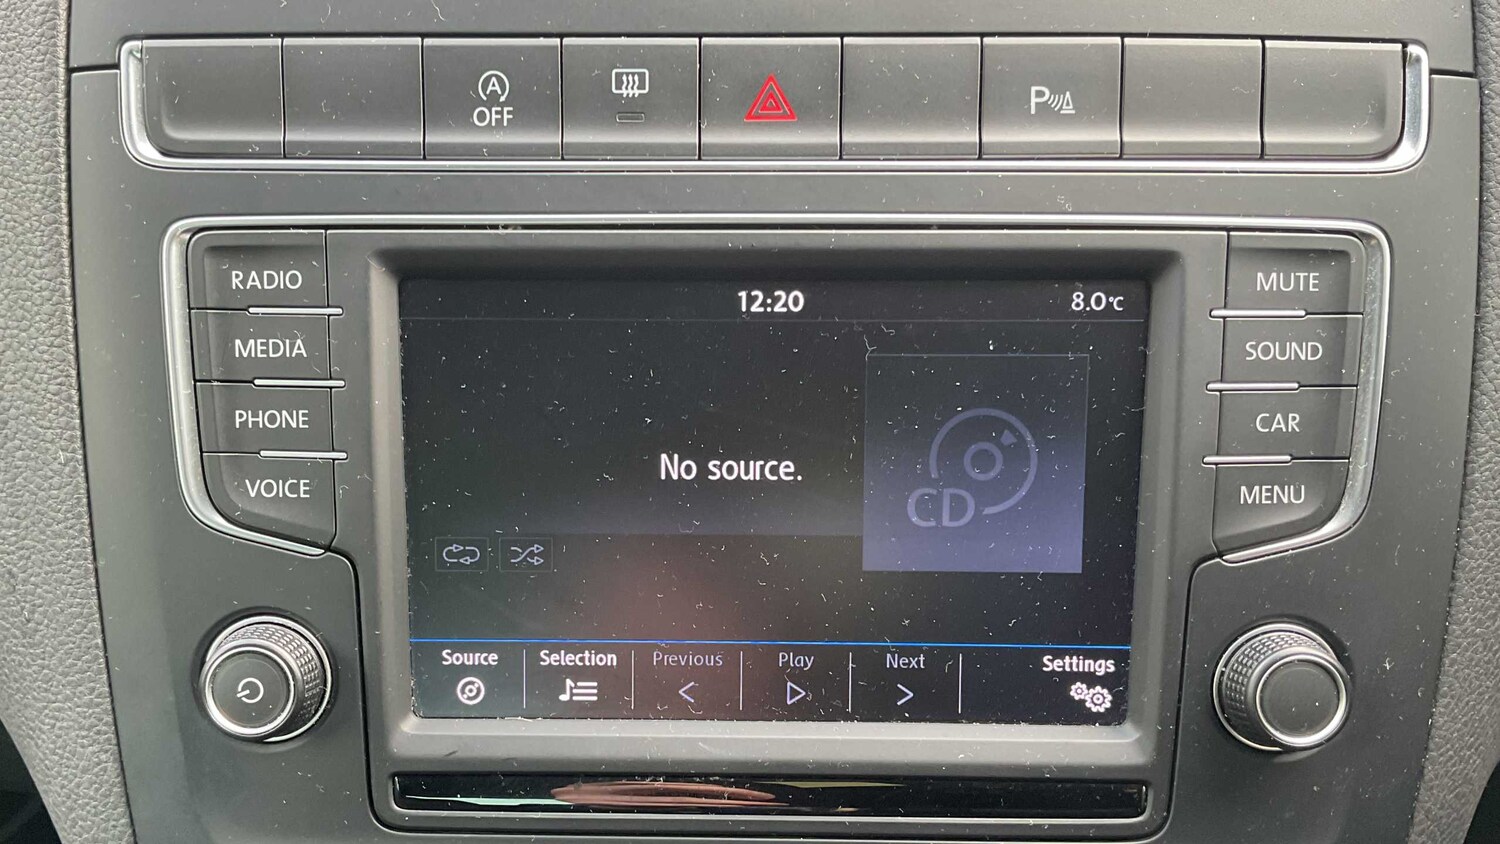 A
OFF
P
RADIO
MEDIA
PHONE
VOICE
12:20
8.0°C
No source.
CD
Source
Selection
Previous
Play
Next
Settings
MUTE
SOUND
CAR
MENU